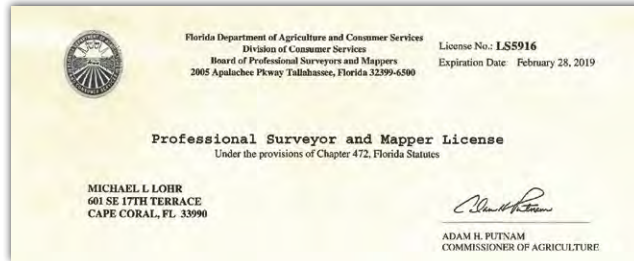 Florida Department of Agriculture and Consumer Services
Division of Consumer Services
Board of Professional Surveyors and Mappers
2005 Apalachee Pkway Tallahassee, Florida 32399-6500
License No.: LS5916
Expiration Date February 28, 2019
Professional Surveyor and Mapper License
Under the provisions of Chapter 472, Florida Statutes
MICHAEL L LOHR
601 SE 17TH TERRACE
CAPE CORAL, FL 33990
ADAM H. PUTNAM
COMMISSIONER OF AGRICULTURE